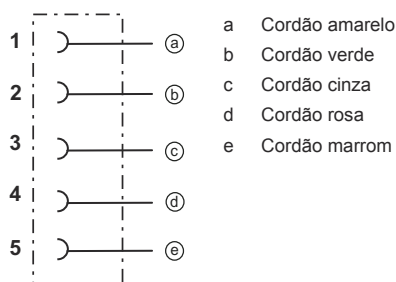 1 a
2 b
3 c
4 d
5 e
a Cordão amarelo
b Cordão verde
c Cordão cinza
d Cordão rosa
e Cordão marrom